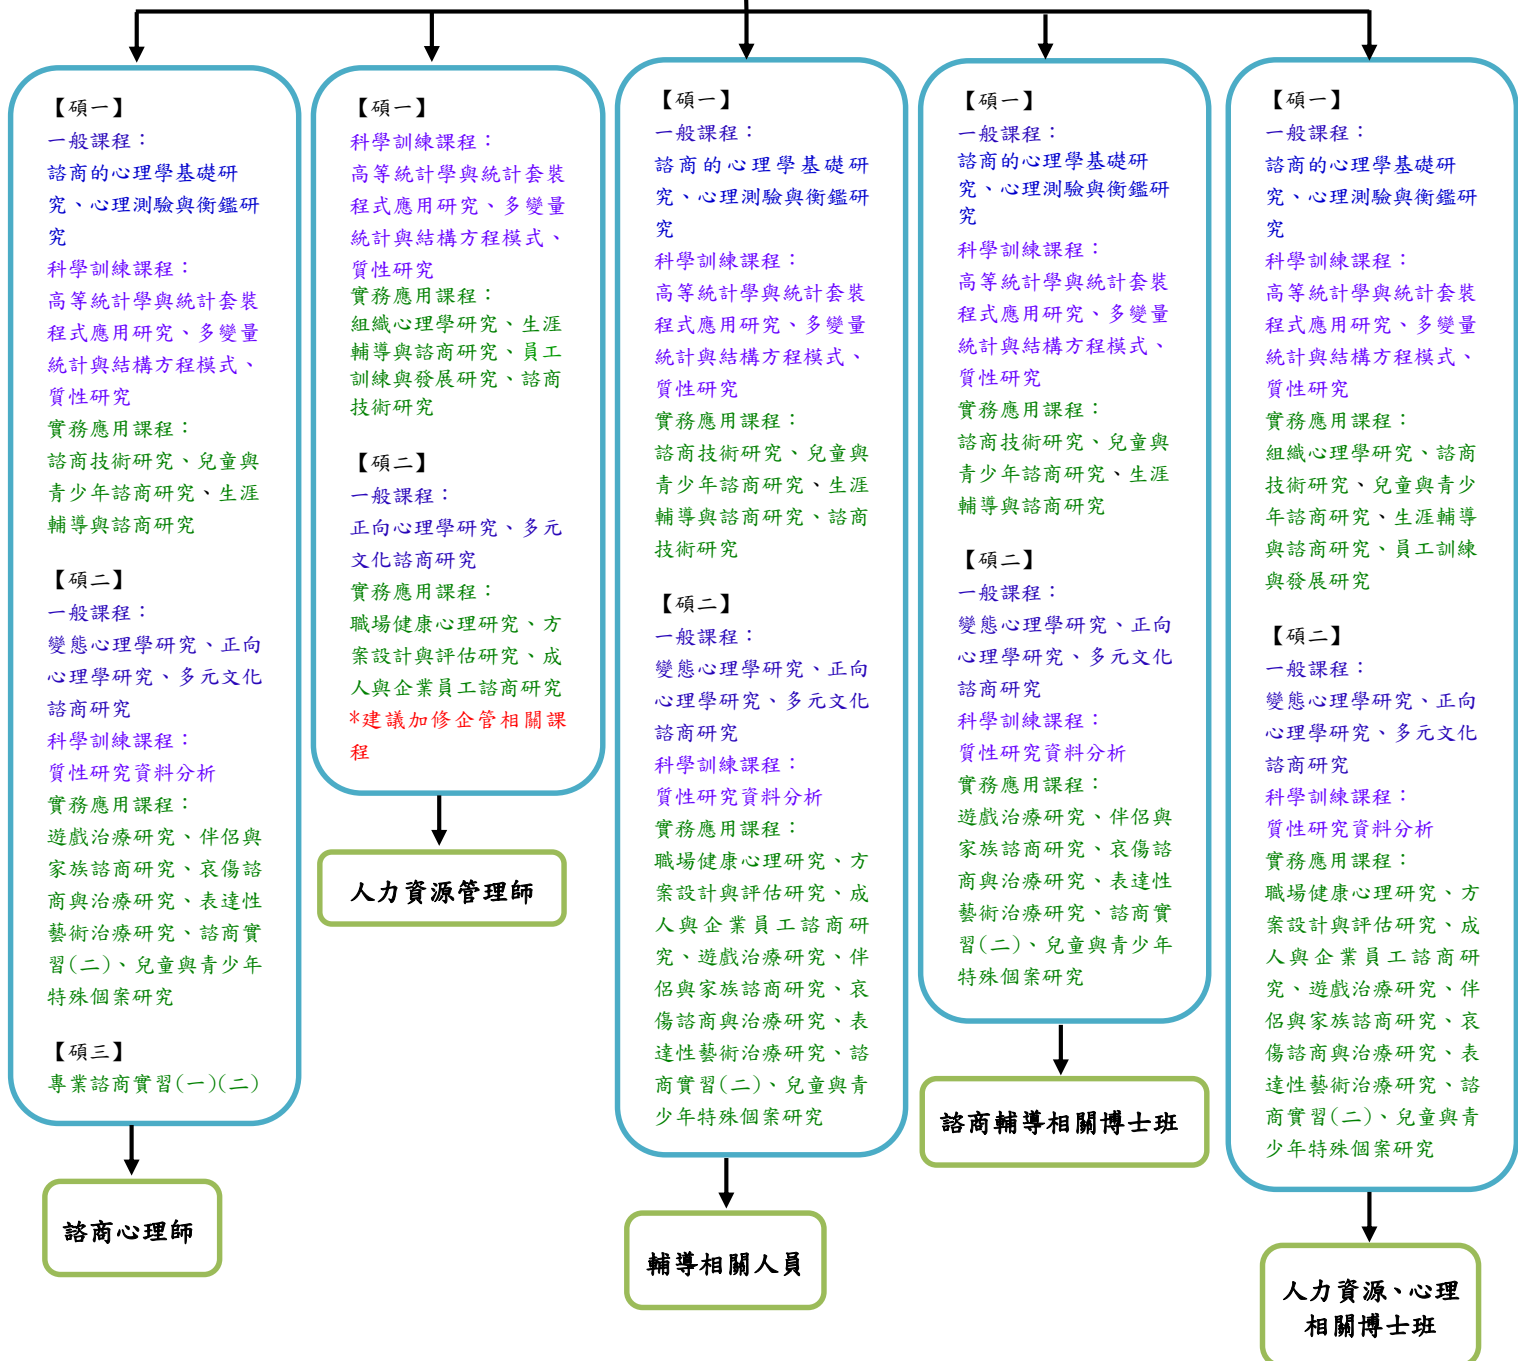 【碩一】
一般課程：
諮商的心理學基礎研
究、心理測驗與衡鑑研
究
科學訓練課程：
高等統計學與統計套裝
程式應用研究、多變量
統計與結構方程模式、
質性研究
實務應用課程：
諮商技術研究、兒童與
青少年諮商研究、生涯
輔導與諮商研究
【碩二】
一般課程：
變態心理學研究、正向
心理學研究、多元文化
諮商研究
科學訓練課程：
質性研究資料分析
實務應用課程：
遊戲治療研究、伴侶與
家族諮商研究、哀傷諮
商與治療研究、表達性
藝術治療研究、諮商實
習(二)、兒童與青少年
特殊個案研究
【碩三】
專業諮商實習(一)(二)
諮商心理師
【碩一】
科學訓練課程：
高等統計學與統計套裝
程式應用研究、多變量
統計與結構方程模式、
質性研究
實務應用課程：
組織心理學研究、生涯
輔導與諮商研究、員工
訓練與發展研究、諮商
技術研究
【碩二】
一般課程：
正向心理學研究、多元
文化諮商研究
實務應用課程：
職場健康心理研究、方
案設計與評估研究、成
人與企業員工諮商研究
*建議加修企管相關課
程
人力資源管理師
【碩一】
一般課程：
諮商的心理學基礎研
究、心理測驗與衡鑑研
究
科學訓練課程：
高等統計學與統計套裝
程式應用研究、多變量
統計與結構方程模式、
質性研究
實務應用課程：
諮商技術研究、兒童與
青少年諮商研究、生涯
輔導與諮商研究、諮商
技術研究
【碩二】
一般課程：
變態心理學研究、正向
心理學研究、多元文化
諮商研究
科學訓練課程：
質性研究資料分析
實務應用課程：
職場健康心理研究、方
案設計與評估研究、成
人與企業員工諮商研
究、遊戲治療研究、伴
侶與家族諮商研究、哀
傷諮商與治療研究、表
達性藝術治療研究、諮
商實習(二)、兒童與青
少年特殊個案研究
輔導相關人員
【碩一】
一般課程：
諮商的心理學基礎研
究、心理測驗與衡鑑研
究
科學訓練課程：
高等統計學與統計套裝
程式應用研究、多變量
統計與結構方程模式、
質性研究
實務應用課程：
諮商技術研究、兒童與
青少年諮商研究、生涯
輔導與諮商研究
【碩二】
一般課程：
變態心理學研究、正向
心理學研究、多元文化
諮商研究
科學訓練課程：
質性研究資料分析
實務應用課程：
遊戲治療研究、伴侶與
家族諮商研究、哀傷諮
商與治療研究、表達性
藝術治療研究、諮商實
習(二)、兒童與青少年
特殊個案研究
諮商輔導相關博士班
【碩一】
一般課程：
諮商的心理學基礎研
究、心理測驗與衡鑑研
究
科學訓練課程：
高等統計學與統計套裝
程式應用研究、多變量
統計與結構方程模式、
質性研究
實務應用課程：
組織心理學研究、諮商
技術研究、兒童與青少
年諮商研究、生涯輔導
與諮商研究、員工訓練
與發展研究
【碩二】
一般課程：
變態心理學研究、正向
心理學研究、多元文化
諮商研究
科學訓練課程：
質性研究資料分析
實務應用課程：
職場健康心理研究、方
案設計與評估研究、成
人與企業員工諮商研
究、遊戲治療研究、伴
侶與家族諮商研究、哀
傷諮商與治療研究、表
達性藝術治療研究、諮
商實習(二)、兒童與青
少年特殊個案研究
人力資源、心理
相關博士班